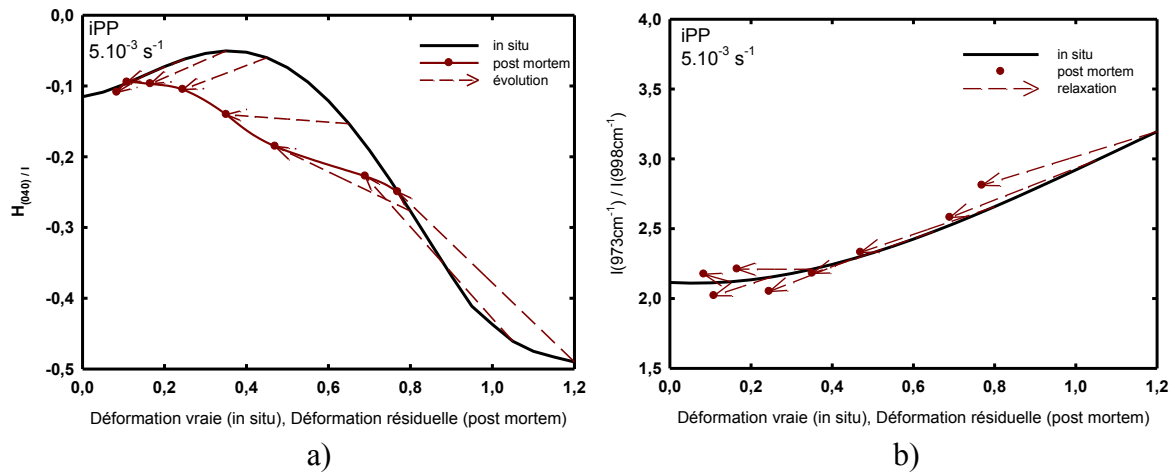 iPP
5.10⁻³ s⁻¹
in situ
post mortem
évolution
0,0
-0,1
-0,2
-0,3
-0,4
-0,5
H(040) / I
0,0 0,2 0,4 0,6 0,8 1,0 1,2
Déformation vraie (in situ), Déformation résiduelle (post mortem)
a)
iPP
5.10⁻³ s⁻¹
in situ
post mortem
relaxation
4,0
3,5
3,0
2,5
2,0
1,5
I(973cm⁻¹) / I(998cm⁻¹)
0,0 0,2 0,4 0,6 0,8 1,0 1,2
Déformation vraie (in situ), Déformation résiduelle (post mortem)
b)